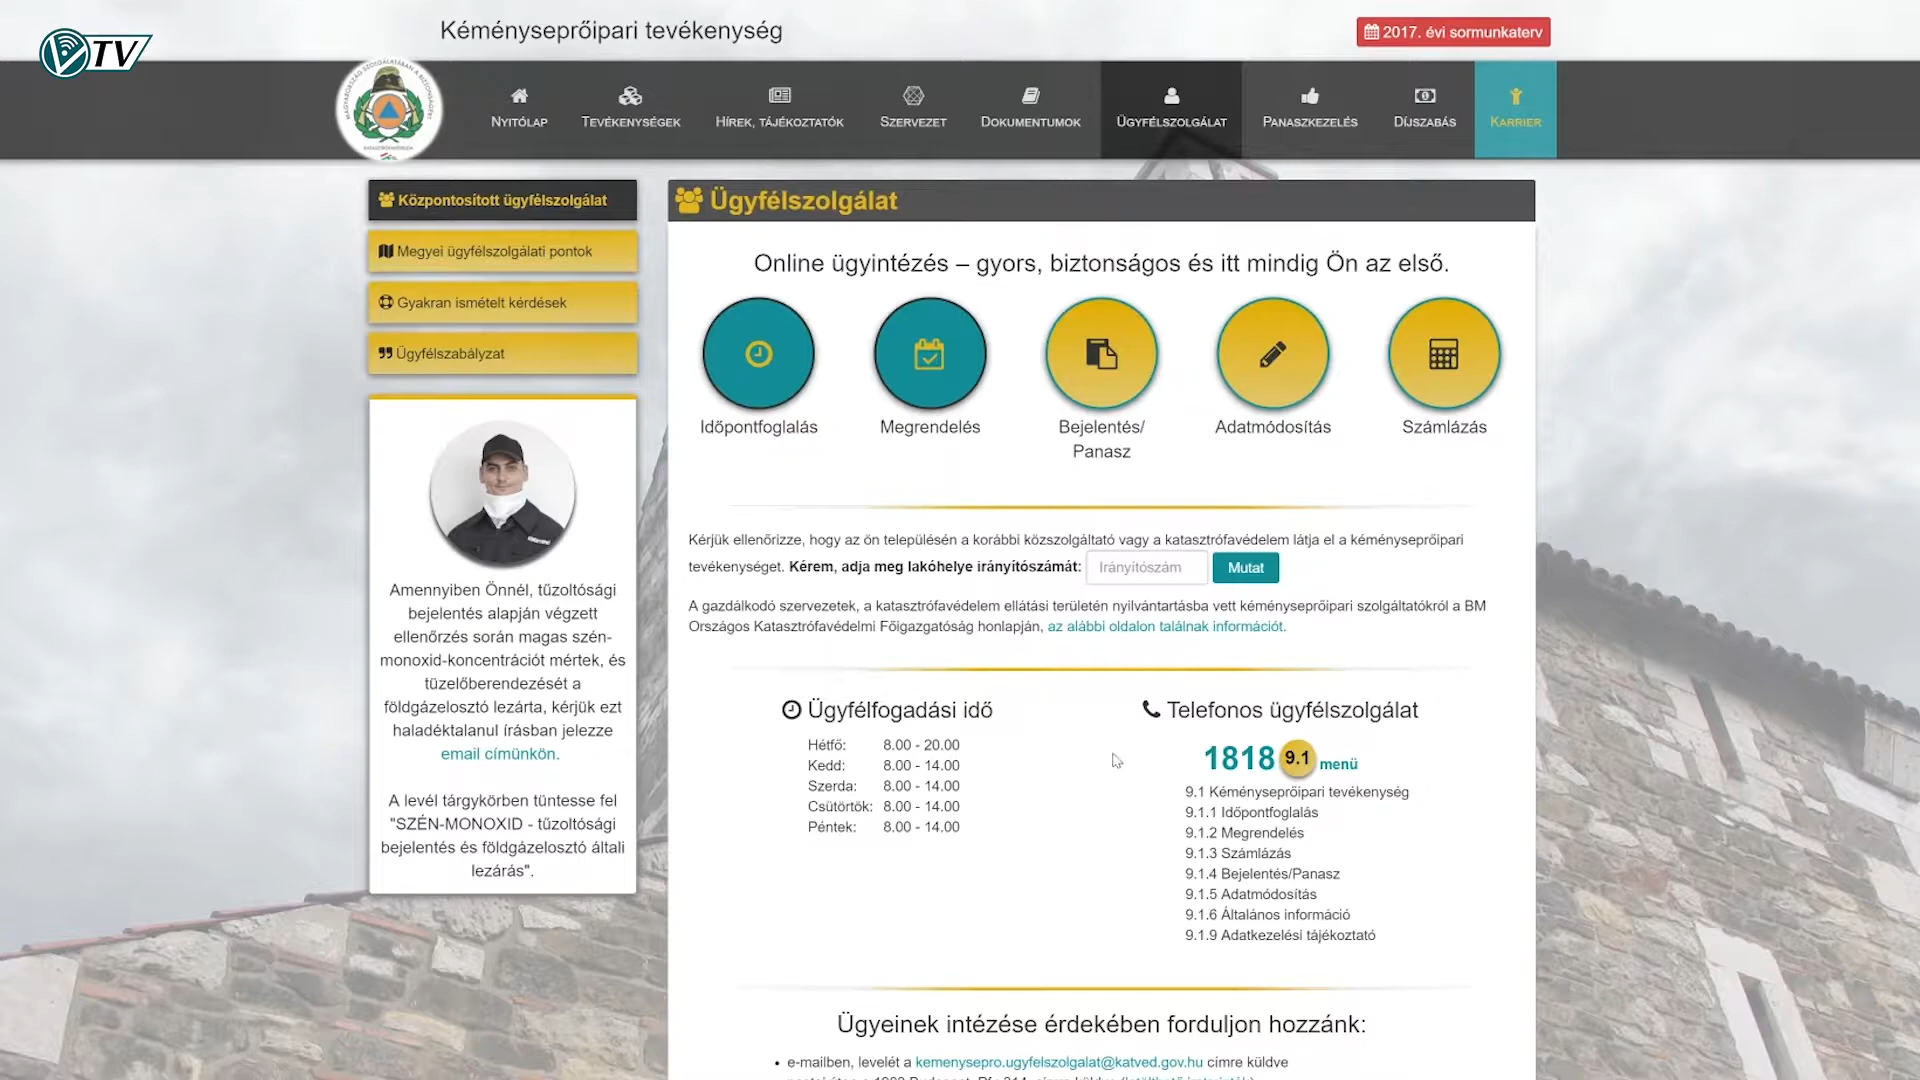 VTV
Kéményseprőipari tevékenység
2017. évi sormunkaterv
MAGYARORSZÁG SZOLGÁLATÁBAN A BIZTONSÁGÉRT
KATASZTRÓFAVÉDELEM
Nyitólap
Tevékenységek
Hírek, tájékoztatók
Szervezet
Dokumentumok
Ügyfélszolgálat
Panaszkezelés
Díjszabás
Karrier
Központosított ügyfélszolgálat
Megyei ügyfélszolgálati pontok
Gyakran ismételt kérdések
Ügyfélszabályzat
Amennyiben Önnél, tűzoltósági
bejelentés alapján végzett
ellenőrzés során magas szén-
monoxid-koncentrációt mértek, és
tüzelőberendezését a
földgázelosztó lezárta, kérjük ezt
haladéktalanul írásban jelezze
email címünkön.
A levél tárgykörben tüntesse fel
"SZÉN-MONOXID - tűzoltósági
bejelentés és földgázelosztó általi
lezárás".
Ügyfélszolgálat
Online ügyintézés – gyors, biztonságos és itt mindig Ön az első.
Időpontfoglalás
Megrendelés
Bejelentés/
Panasz
Adatmódosítás
Számlázás
Kérjük ellenőrizze, hogy az ön településén a korábbi közszolgáltató vagy a katasztrófavédelem látja el a kéményseprőipari
tevékenységet. Kérem, adja meg lakóhelye irányítószámát: Irányítószám Mutat
A gazdálkodó szervezetek, a katasztrófavédelem ellátási területén nyilvántartásba vett kéményseprőipari szolgáltatókról a BM
Országos Katasztrófavédelmi Főigazgatóság honlapján, az alábbi oldalon találnak információt.
Ügyfélfogadási idő
Hétfő: 8.00 - 20.00
Kedd: 8.00 - 14.00
Szerda: 8.00 - 14.00
Csütörtök: 8.00 - 14.00
Péntek: 8.00 - 14.00
Telefonos ügyfélszolgálat
1818 9.1 menü
9.1 Kéményseprőipari tevékenység
9.1.1 Időpontfoglalás
9.1.2 Megrendelés
9.1.3 Számlázás
9.1.4 Bejelentés/Panasz
9.1.5 Adatmódosítás
9.1.6 Általános információ
9.1.9 Adatkezelési tájékoztató
Ügyeinek intézése érdekében forduljon hozzánk:
• e-mailben, levelét a kemenysepro.ugyfelszolgalat@katved.gov.hu címre küldve